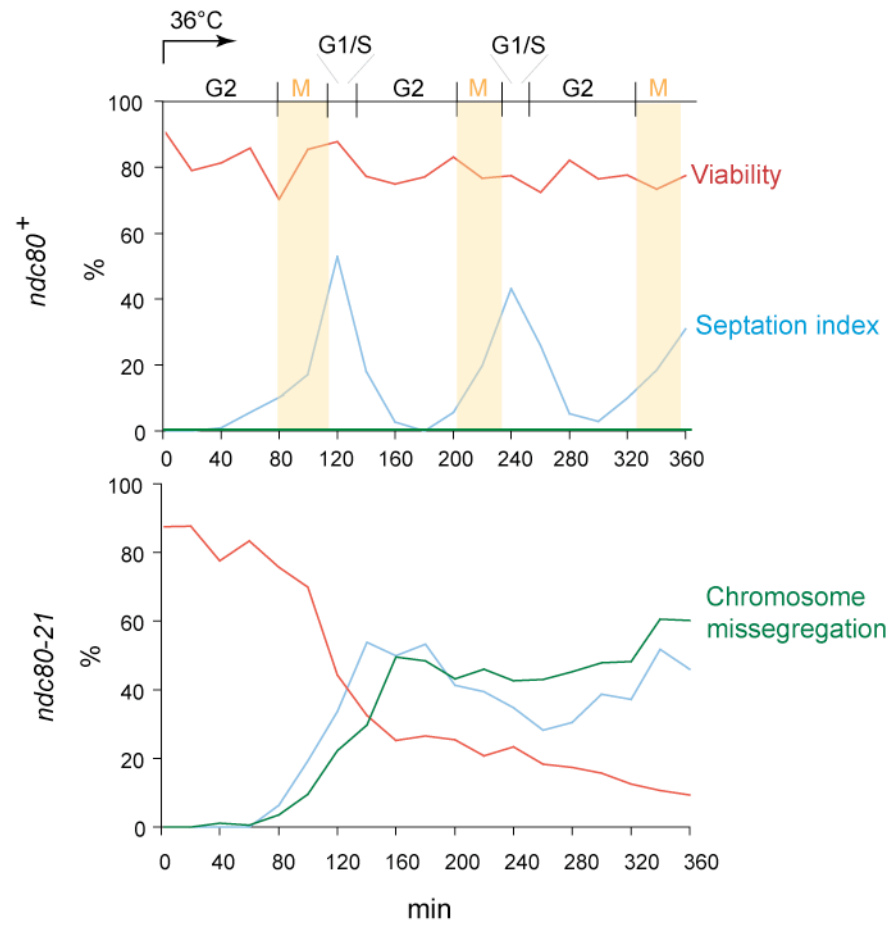 36°C
G1/S G1/S
G2 M G2 M G2 M
100
80
60
40
20
0
%
ndc80+
Viability
Septation index
0 40 80 120 160 200 240 280 320 360
100
80
60
40
20
0
%
ndc80-21
Chromosome
missegregation
0 40 80 120 160 200 240 280 320 360
min